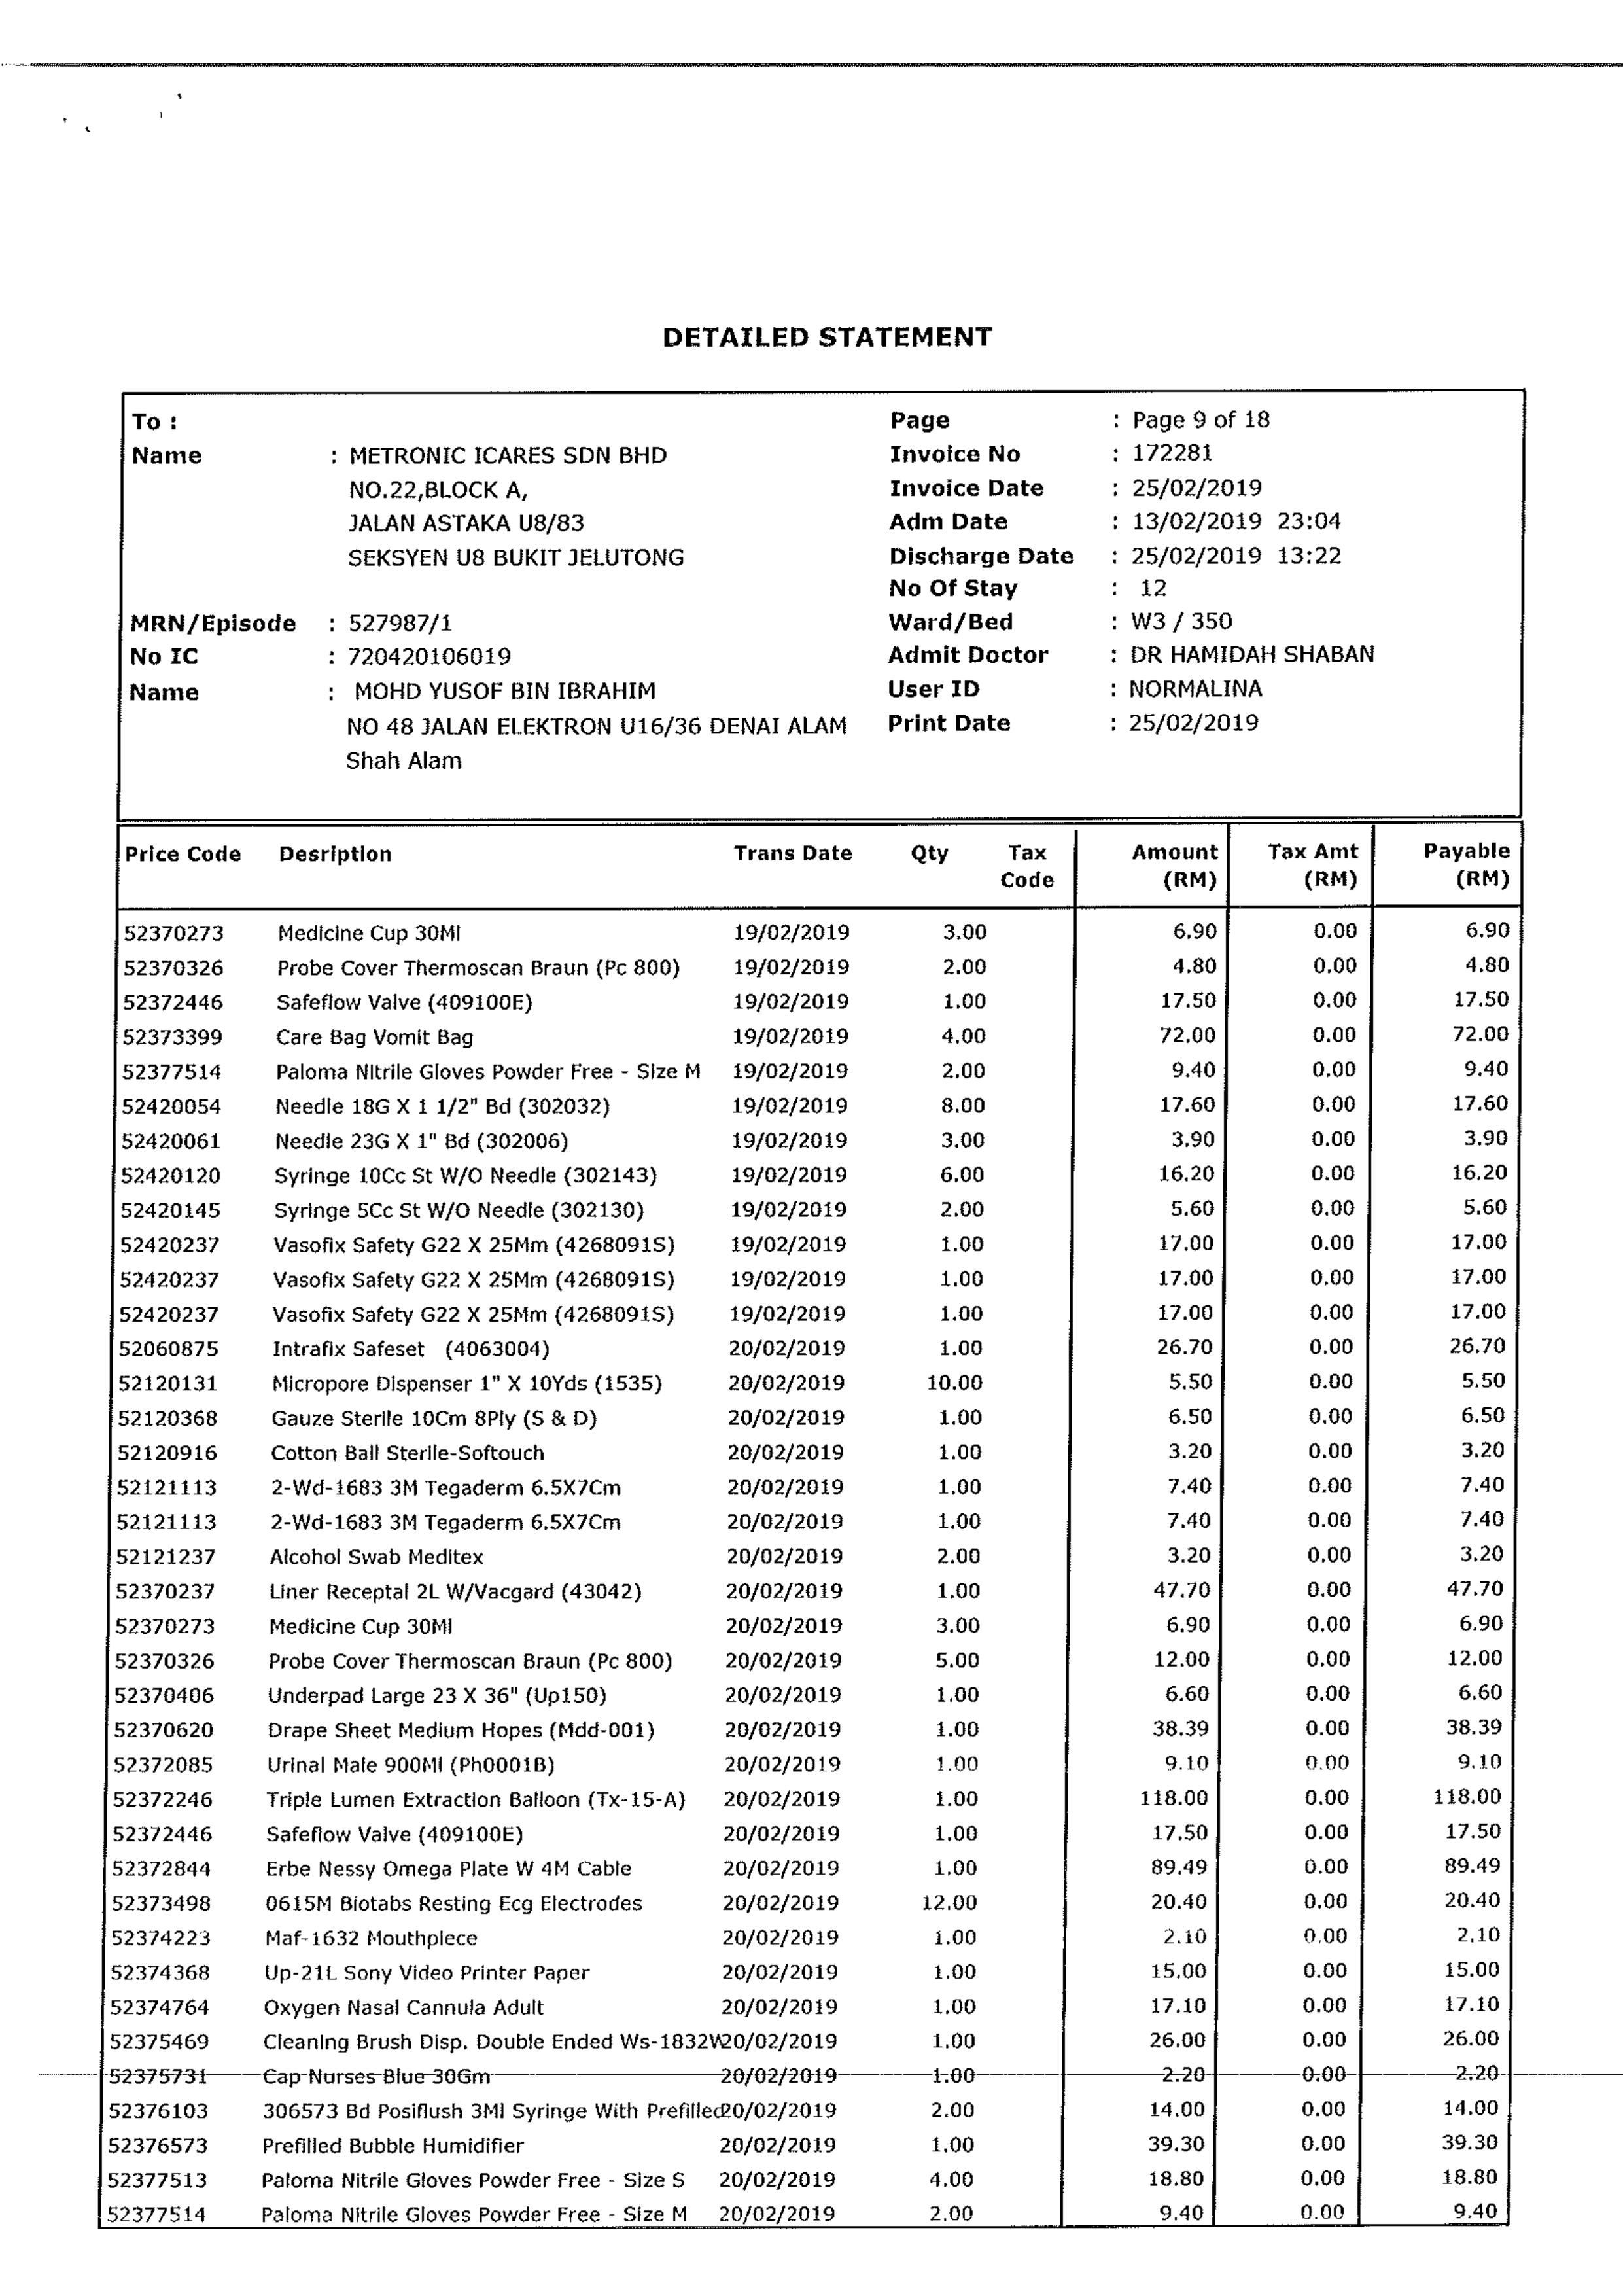 DETAILED STATEMENT
To : Page : Page 9 of 18
Name : METRONIC ICARES SDN BHD Invoice No : 172281
NO.22,BLOCK A, Invoice Date : 25/02/2019
JALAN ASTAKA U8/83 Adm Date : 13/02/2019 23:04
SEKSYEN U8 BUKIT JELUTONG Discharge Date : 25/02/2019 13:22
No Of Stay : 12
MRN/Episode : 527987/1 Ward/Bed : W3 / 350
No IC : 720420106019 Admit Doctor : DR HAMIDAH SHABAN
Name : MOHD YUSOF BIN IBRAHIM User ID : NORMALINA
NO 48 JALAN ELEKTRON U16/36 DENAI ALAM Print Date : 25/02/2019
Shah Alam
Price Code Desription Trans Date Qty Tax Amount Tax Amt Payable
Code (RM) (RM) (RM)
52370273 Medicine Cup 30Ml 19/02/2019 3.00 6.90 0.00 6.90
52370326 Probe Cover Thermoscan Braun (Pc 800) 19/02/2019 2.00 4.80 0.00 4.80
52372446 Safeflow Valve (409100E) 19/02/2019 1.00 17.50 0.00 17.50
52373399 Care Bag Vomit Bag 19/02/2019 4.00 72.00 0.00 72.00
52377514 Paloma Nitrile Gloves Powder Free - Size M 19/02/2019 2.00 9.40 0.00 9.40
52420054 Needle 18G X 1 1/2" Bd (302032) 19/02/2019 8.00 17.60 0.00 17.60
52420061 Needle 23G X 1" Bd (302006) 19/02/2019 3.00 3.90 0.00 3.90
52420120 Syringe 10Cc St W/O Needle (302143) 19/02/2019 6.00 16.20 0.00 16.20
52420145 Syringe 5Cc St W/O Needle (302130) 19/02/2019 2.00 5.60 0.00 5.60
52420237 Vasofix Safety G22 X 25Mm (4268091S) 19/02/2019 1.00 17.00 0.00 17.00
52420237 Vasofix Safety G22 X 25Mm (4268091S) 19/02/2019 1.00 17.00 0.00 17.00
52420237 Vasofix Safety G22 X 25Mm (4268091S) 19/02/2019 1.00 17.00 0.00 17.00
52060875 Intrafix Safeset (4063004) 20/02/2019 1.00 26.70 0.00 26.70
52120131 Micropore Dispenser 1" X 10Yds (1535) 20/02/2019 10.00 5.50 0.00 5.50
52120368 Gauze Sterile 10Cm 8Ply (S & D) 20/02/2019 1.00 6.50 0.00 6.50
52120916 Cotton Ball Sterile-Softouch 20/02/2019 1.00 3.20 0.00 3.20
52121113 2-Wd-1683 3M Tegaderm 6.5X7Cm 20/02/2019 1.00 7.40 0.00 7.40
52121113 2-Wd-1683 3M Tegaderm 6.5X7Cm 20/02/2019 1.00 7.40 0.00 7.40
52121237 Alcohol Swab Meditex 20/02/2019 2.00 3.20 0.00 3.20
52370237 Liner Receptal 2L W/Vacgard (43042) 20/02/2019 1.00 47.70 0.00 47.70
52370273 Medicine Cup 30Ml 20/02/2019 3.00 6.90 0.00 6.90
52370326 Probe Cover Thermoscan Braun (Pc 800) 20/02/2019 5.00 12.00 0.00 12.00
52370406 Underpad Large 23 X 36" (Up150) 20/02/2019 1.00 6.60 0.00 6.60
52370620 Drape Sheet Medium Hopes (Mdd-001) 20/02/2019 1.00 38.39 0.00 38.39
52372085 Urinal Male 900Ml (Ph0001B) 20/02/2019 1.00 9.10 0.00 9.10
52372246 Triple Lumen Extraction Balloon (Tx-15-A) 20/02/2019 1.00 118.00 0.00 118.00
52372446 Safeflow Valve (409100E) 20/02/2019 1.00 17.50 0.00 17.50
52372844 Erbe Nessy Omega Plate W 4M Cable 20/02/2019 1.00 89.49 0.00 89.49
52373498 0615M Biotabs Resting Ecg Electrodes 20/02/2019 12.00 20.40 0.00 20.40
52374223 Maf-1632 Mouthpiece 20/02/2019 1.00 2.10 0.00 2.10
52374368 Up-21L Sony Video Printer Paper 20/02/2019 1.00 15.00 0.00 15.00
52374764 Oxygen Nasal Cannula Adult 20/02/2019 1.00 17.10 0.00 17.10
52375469 Cleaning Brush Disp. Double Ended Ws-1832W20/02/2019 1.00 26.00 0.00 26.00
52375731 Cap Nurses Blue 30Gm 20/02/2019 1.00 2.20 0.00 2.20
52376103 306573 Bd Posiflush 3Ml Syringe With Prefilled20/02/2019 2.00 14.00 0.00 14.00
52376573 Prefilled Bubble Humidifier 20/02/2019 1.00 39.30 0.00 39.30
52377513 Paloma Nitrile Gloves Powder Free - Size S 20/02/2019 4.00 18.80 0.00 18.80
52377514 Paloma Nitrile Gloves Powder Free - Size M 20/02/2019 2.00 9.40 0.00 9.40